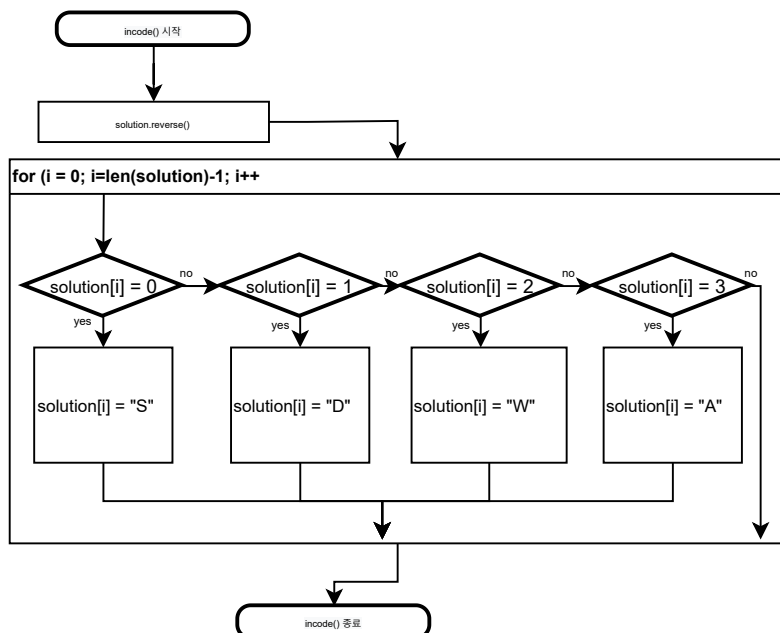 incode() 시작
solution.reverse()
for (i = 0; i=len(solution)-1; i++
solution[i] = 0
no
solution[i] = 1
no
solution[i] = 2
no
solution[i] = 3
no
yes
yes
yes
yes
solution[i] = "S"
solution[i] = "D"
solution[i] = "W"
solution[i] = "A"
incode() 종료